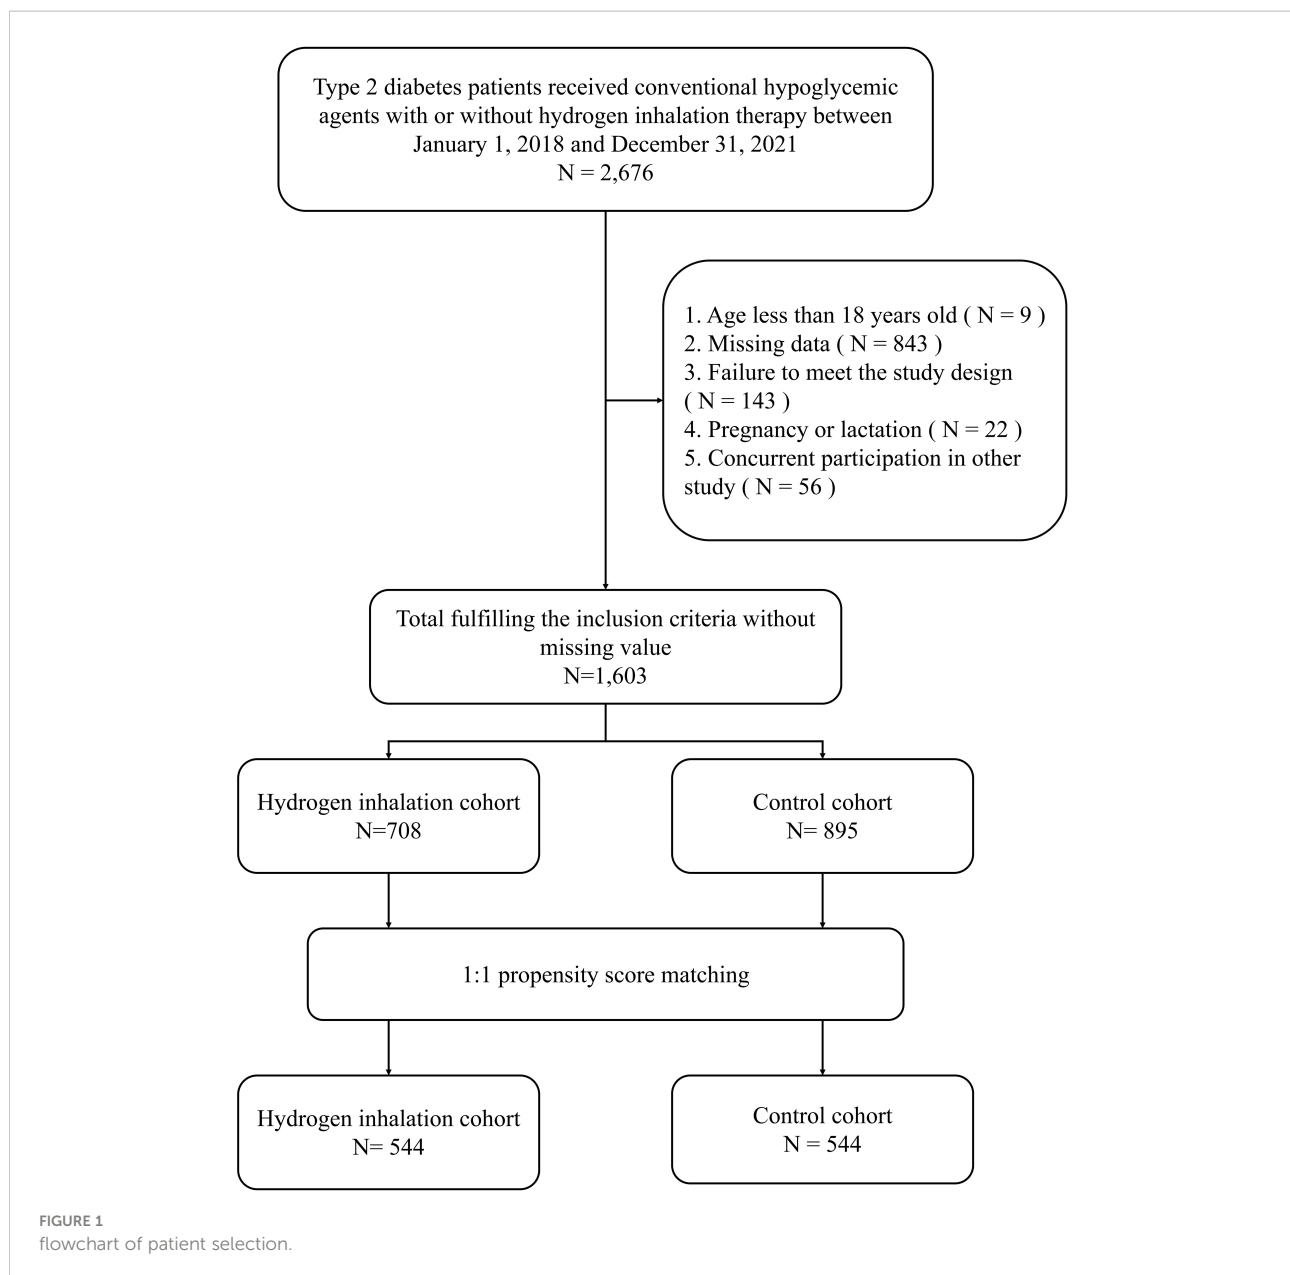 Type 2 diabetes patients received conventional hypoglycemic
agents with or without hydrogen inhalation therapy between
January 1, 2018 and December 31, 2021
N = 2,676
1. Age less than 18 years old ( N = 9 )
2. Missing data ( N = 843 )
3. Failure to meet the study design
( N = 143 )
4. Pregnancy or lactation ( N = 22 )
5. Concurrent participation in other
study ( N = 56 )
Total fulfilling the inclusion criteria without
missing value
N=1,603
Hydrogen inhalation cohort
N=708
Control cohort
N= 895
1:1 propensity score matching
Hydrogen inhalation cohort
N= 544
Control cohort
N = 544
FIGURE 1
flowchart of patient selection.